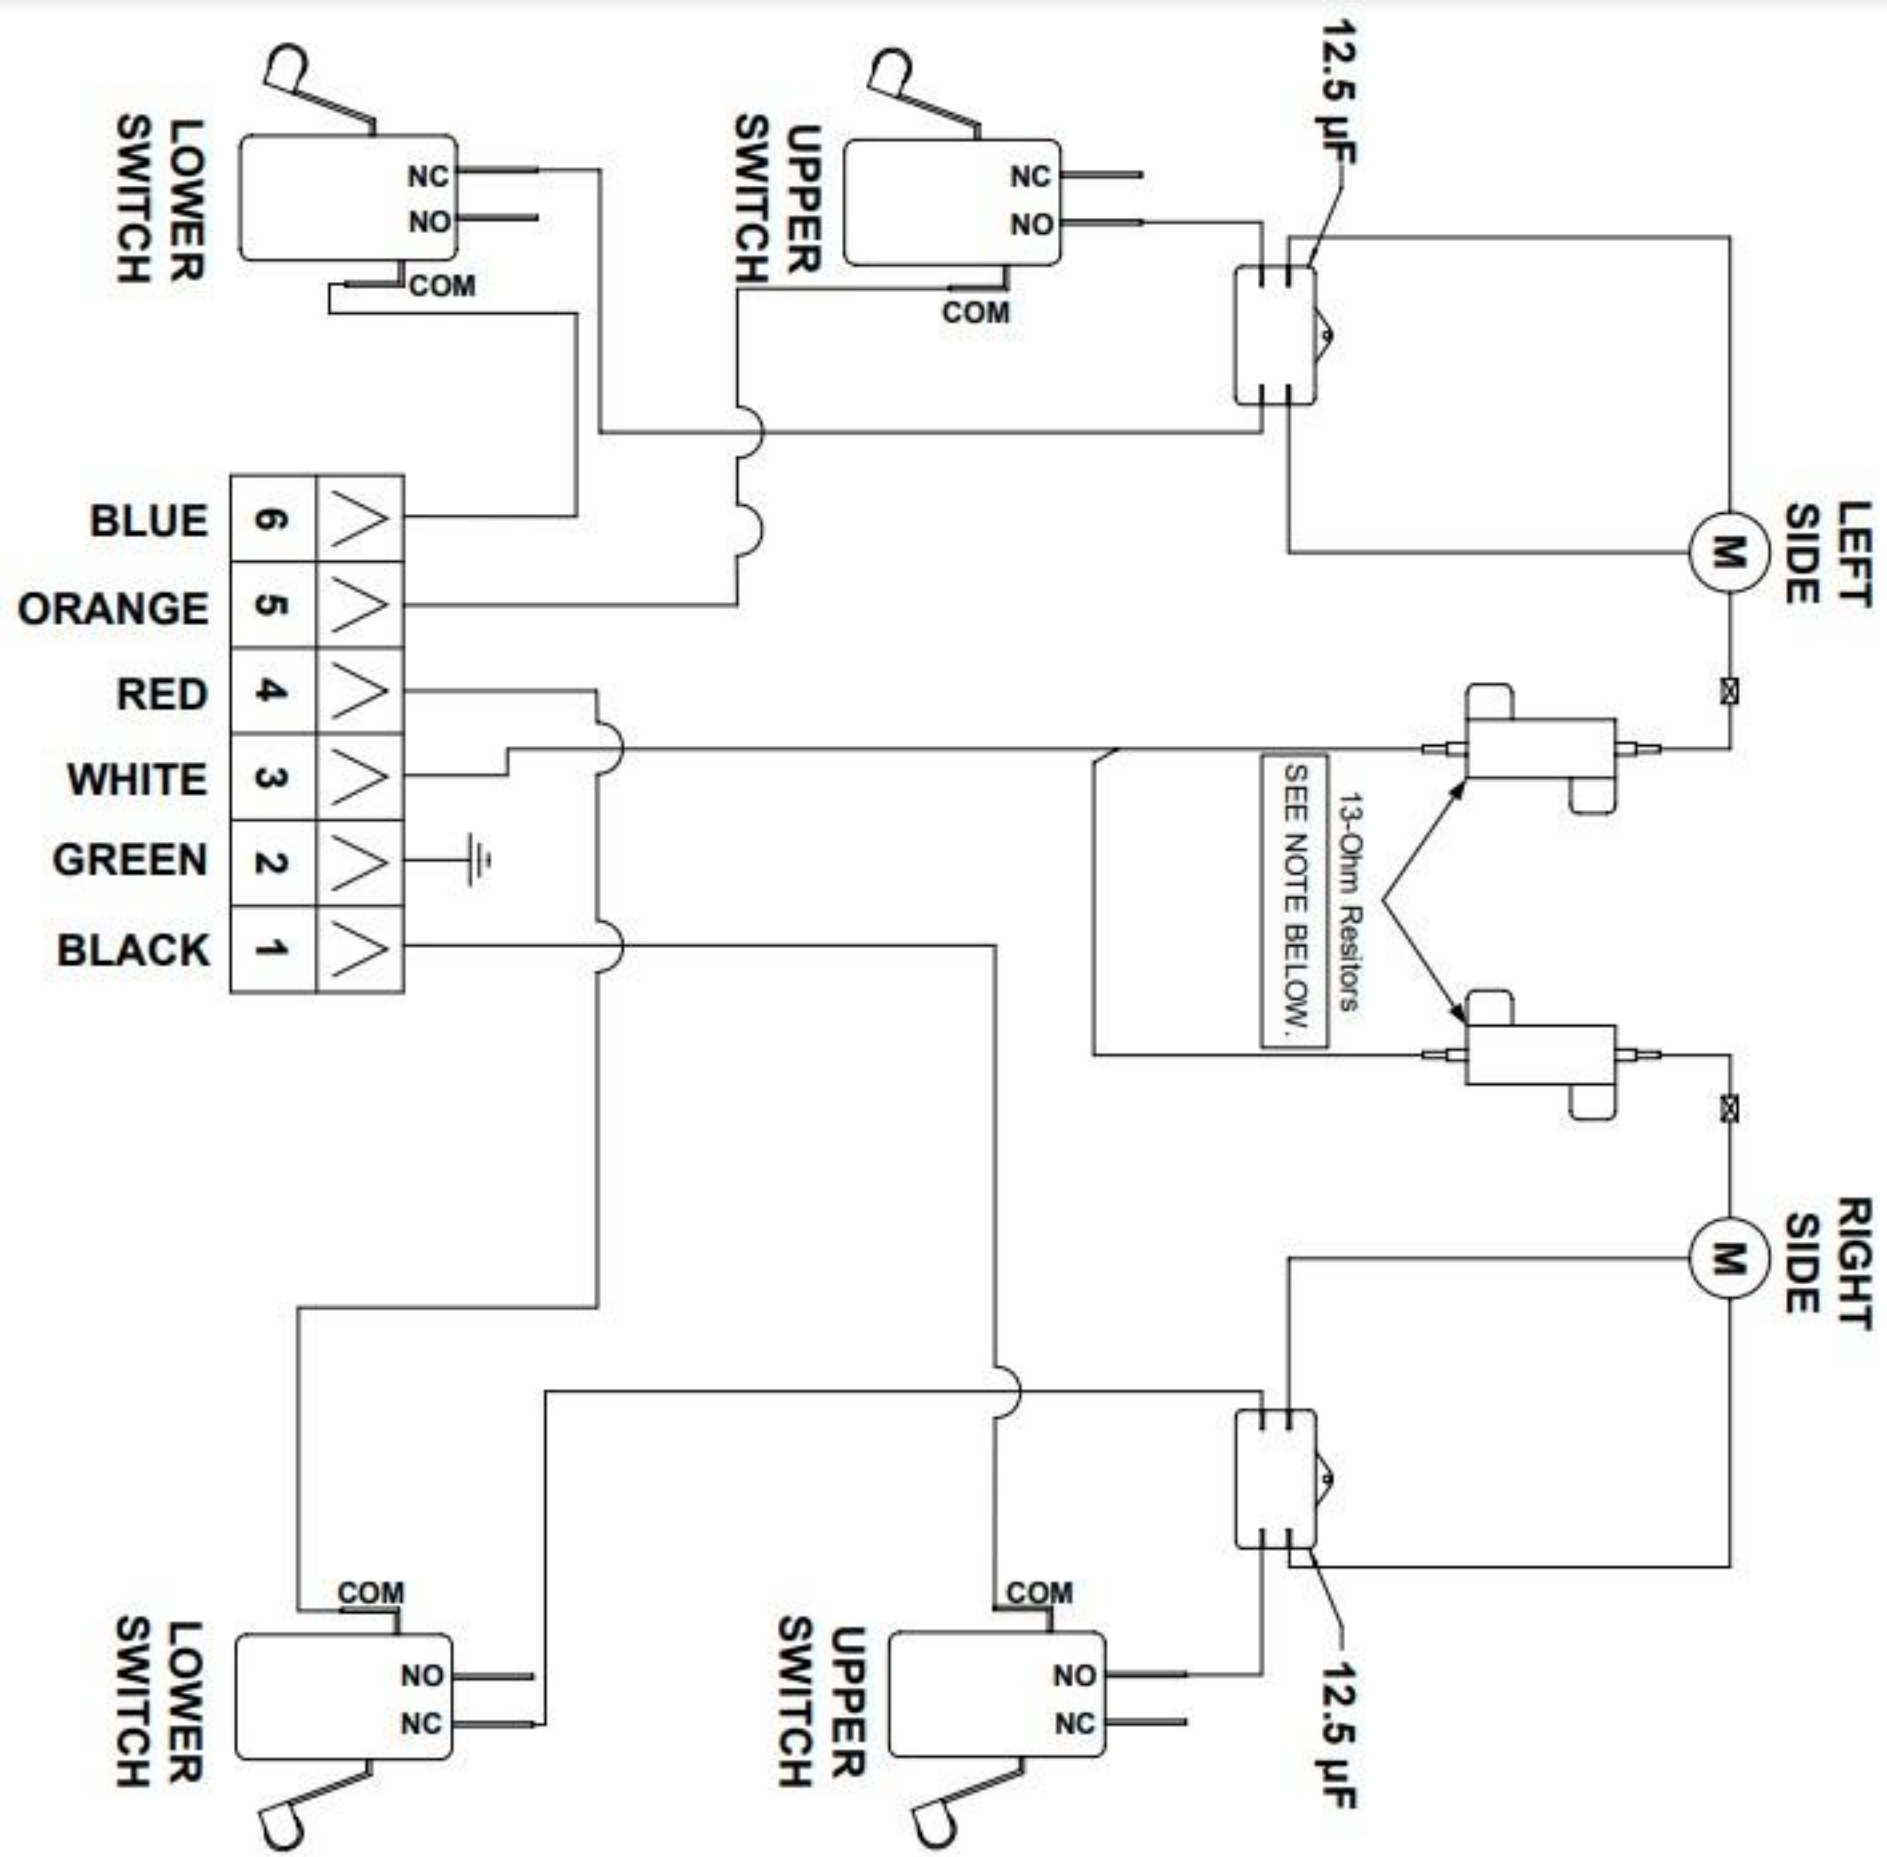 12.5 µF
LOWER
SWITCH
NC
NO
COM
UPPER
SWITCH
NC
NO
COM
LEFT
SIDE
M
BLUE 6
ORANGE 5
RED 4
WHITE 3
GREEN 2
BLACK 1
13-Ohm Resitors
SEE NOTE BELOW.
RIGHT
SIDE
M
COM
NO
NC
LOWER
SWITCH
COM
NO
NC
UPPER
SWITCH
12.5 µF